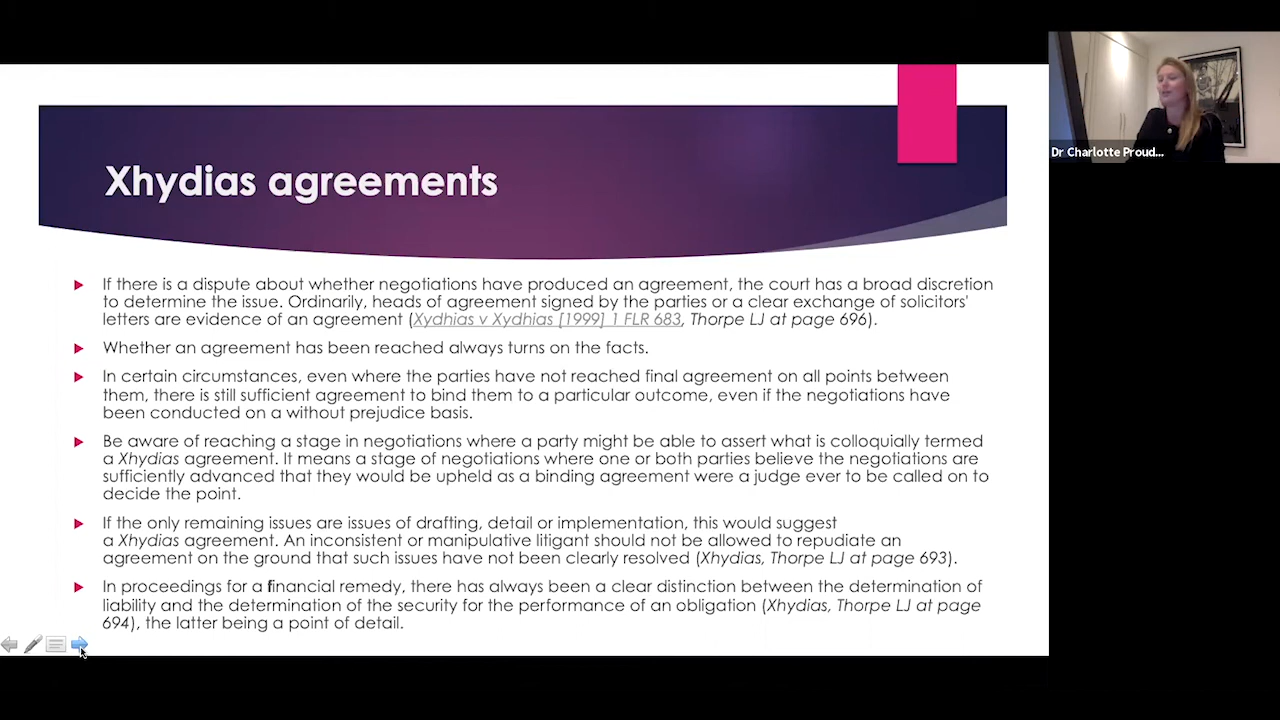 Xhydias agreements
If there is a dispute about whether negotiations have produced an agreement, the court has a broad discretion
to determine the issue. Ordinarily, heads of agreement signed by the parties or a clear exchange of solicitors'
letters are evidence of an agreement (Xydhias v Xydhias [1999] 1 FLR 683, Thorpe LJ at page 696).
Whether an agreement has been reached always turns on the facts.
In certain circumstances, even where the parties have not reached final agreement on all points between
them, there is still sufficient agreement to bind them to a particular outcome, even if the negotiations have
been conducted on a without prejudice basis.
Be aware of reaching a stage in negotiations where a party might be able to assert what is colloquially termed
a Xhydias agreement. It means a stage of negotiations where one or both parties believe the negotiations are
sufficiently advanced that they would be upheld as a binding agreement were a judge ever to be called on to
decide the point.
If the only remaining issues are issues of drafting, detail or implementation, this would suggest
a Xhydias agreement. An inconsistent or manipulative litigant should not be allowed to repudiate an
agreement on the ground that such issues have not been clearly resolved (Xhydias, Thorpe LJ at page 693).
In proceedings for a financial remedy, there has always been a clear distinction between the determination of
liability and the determination of the security for the performance of an obligation (Xhydias, Thorpe LJ at page
694), the latter being a point of detail.
Dr Charlotte Proud...